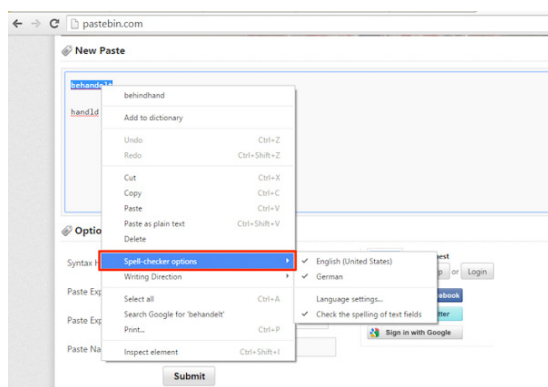 pastebin.com
New Paste
behandelt
handld
behindhand
Add to dictionary
Undo Ctrl+Z
Redo Ctrl+Shift+Z
Cut Ctrl+X
Copy Ctrl+C
Paste Ctrl+V
Paste as plain text Ctrl+Shift+V
Delete
Spell-checker options
Writing Direction
Select all Ctrl+A
Search Google for 'behandelt'
Print... Ctrl+P
Inspect element Ctrl+Shift+I
English (United States)
German
Language settings...
Check the spelling of text fields
Optio
Syntax H
Paste Exp
Paste Exp
Paste Na
Submit
est
p or Login
ebook
tter
Sign in with Google